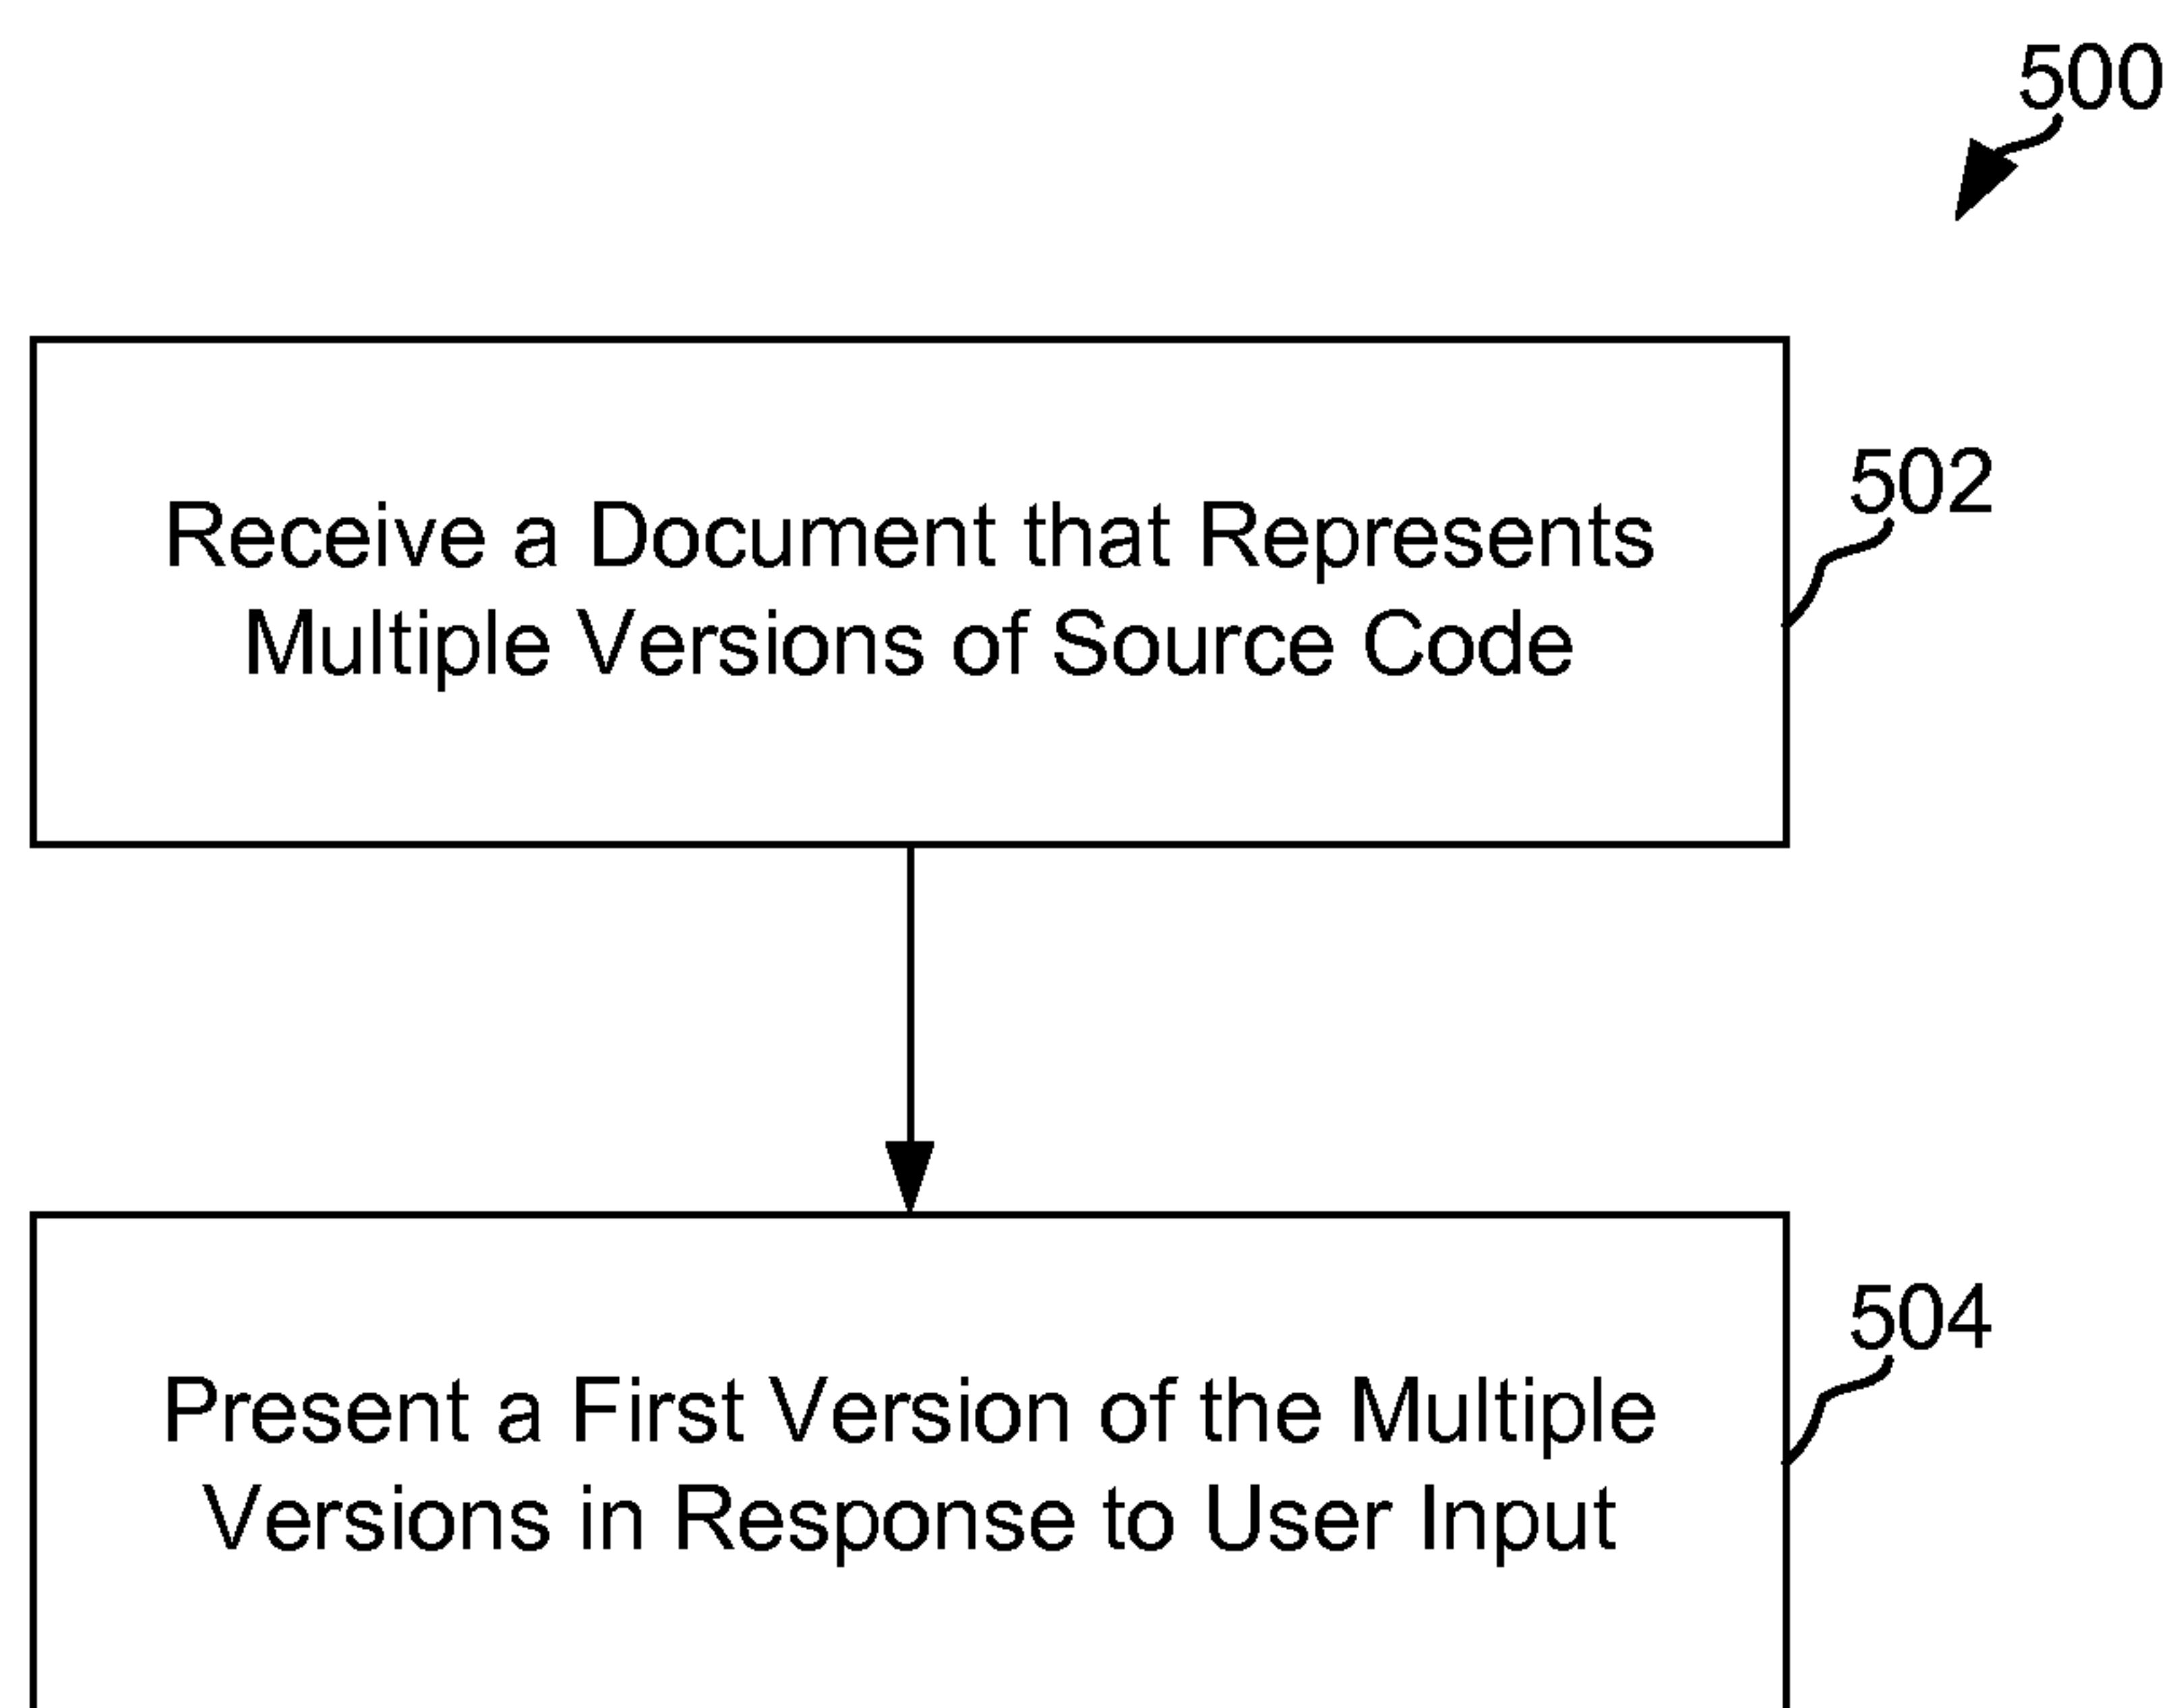 500
Receive a Document that Represents
Multiple Versions of Source Code
502
Present a First Version of the Multiple
Versions in Response to User Input
504